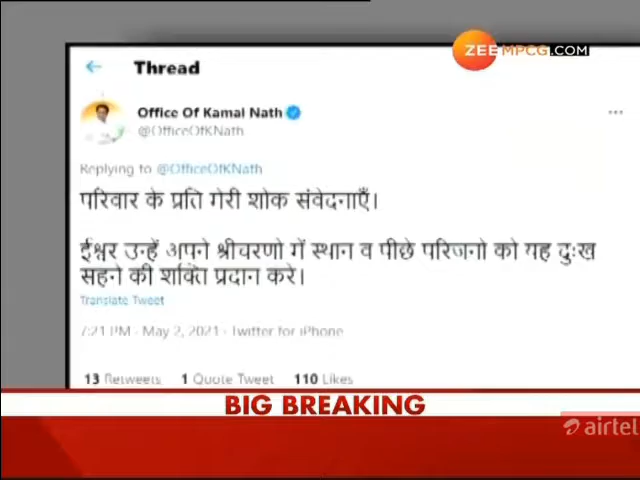 ZEEMPCG.COM
Thread
Office Of Kamal Nath
@OfficeOfKNath
Replying to @OfficeOfKNath
परिवार के प्रति मेरी शोक संवेदनाएँ।
ईश्वर उन्हें अपने श्रीचरणो में स्थान व पीछे परिजनो को यह दुःख
सहने की शक्ति प्रदान करे।
Translate Tweet
7:21 PM · May 2, 2021 · Twitter for iPhone
13 Retweets 1 Quote Tweet 110 Likes
BIG BREAKING
airtel